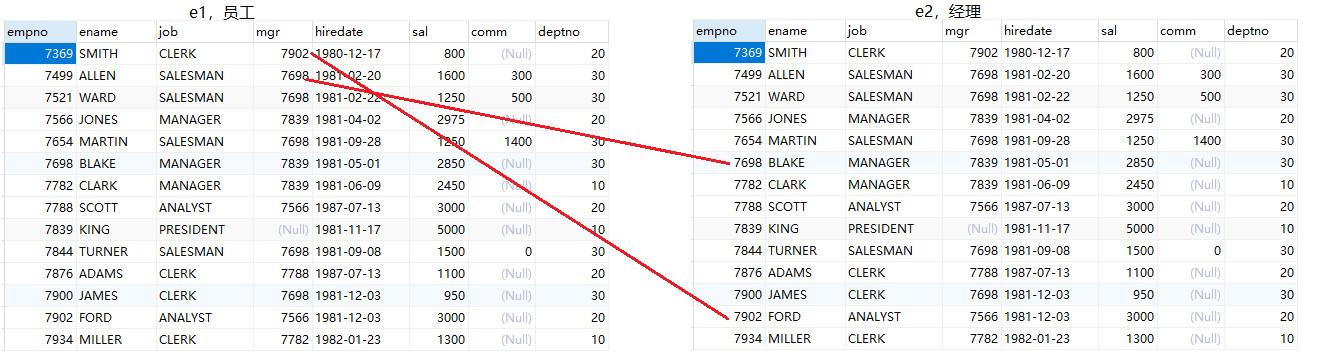 e1，员工
empno ename job mgr hiredate sal comm deptno
7369 SMITH CLERK 7902 1980-12-17 800 (Null) 20
7499 ALLEN SALESMAN 7698 1981-02-20 1600 300 30
7521 WARD SALESMAN 7698 1981-02-22 1250 500 30
7566 JONES MANAGER 7839 1981-04-02 2975 (Null) 20
7654 MARTIN SALESMAN 7698 1981-09-28 1250 1400 30
7698 BLAKE MANAGER 7839 1981-05-01 2850 (Null) 30
7782 CLARK MANAGER 7839 1981-06-09 2450 (Null) 10
7788 SCOTT ANALYST 7566 1987-07-13 3000 (Null) 20
7839 KING PRESIDENT (Null) 1981-11-17 5000 (Null) 10
7844 TURNER SALESMAN 7698 1981-09-08 1500 0 30
7876 ADAMS CLERK 7788 1987-07-13 1100 (Null) 20
7900 JAMES CLERK 7698 1981-12-03 950 (Null) 30
7902 FORD ANALYST 7566 1981-12-03 3000 (Null) 20
7934 MILLER CLERK 7782 1982-01-23 1300 (Null) 10
e2，经理
empno ename job mgr hiredate sal comm deptno
7369 SMITH CLERK 7902 1980-12-17 800 (Null) 20
7499 ALLEN SALESMAN 7698 1981-02-20 1600 300 30
7521 WARD SALESMAN 7698 1981-02-22 1250 500 30
7566 JONES MANAGER 7839 1981-04-02 2975 (Null) 20
7654 MARTIN SALESMAN 7698 1981-09-28 1250 1400 30
7698 BLAKE MANAGER 7839 1981-05-01 2850 (Null) 30
7782 CLARK MANAGER 7839 1981-06-09 2450 (Null) 10
7788 SCOTT ANALYST 7566 1987-07-13 3000 (Null) 20
7839 KING PRESIDENT (Null) 1981-11-17 5000 (Null) 10
7844 TURNER SALESMAN 7698 1981-09-08 1500 0 30
7876 ADAMS CLERK 7788 1987-07-13 1100 (Null) 20
7900 JAMES CLERK 7698 1981-12-03 950 (Null) 30
7902 FORD ANALYST 7566 1981-12-03 3000 (Null) 20
7934 MILLER CLERK 7782 1982-01-23 1300 (Null) 10